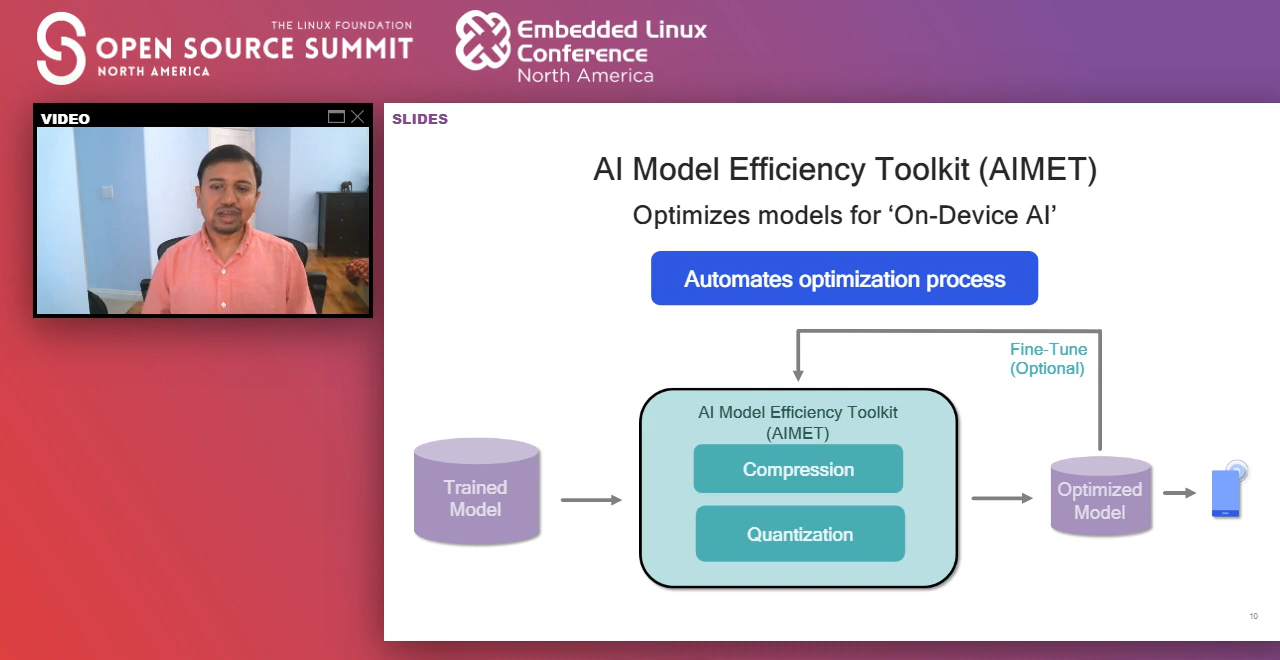 THE LINUX FOUNDATION
OPEN SOURCE SUMMIT
NORTH AMERICA
Embedded Linux
Conference
North America
VIDEO
SLIDES
AI Model Efficiency Toolkit (AIMET)
Optimizes models for ‘On-Device AI’
Automates optimization process
Fine-Tune
(Optional)
AI Model Efficiency Toolkit
(AIMET)
Compression
Quantization
Trained
Model
Optimized
Model
10